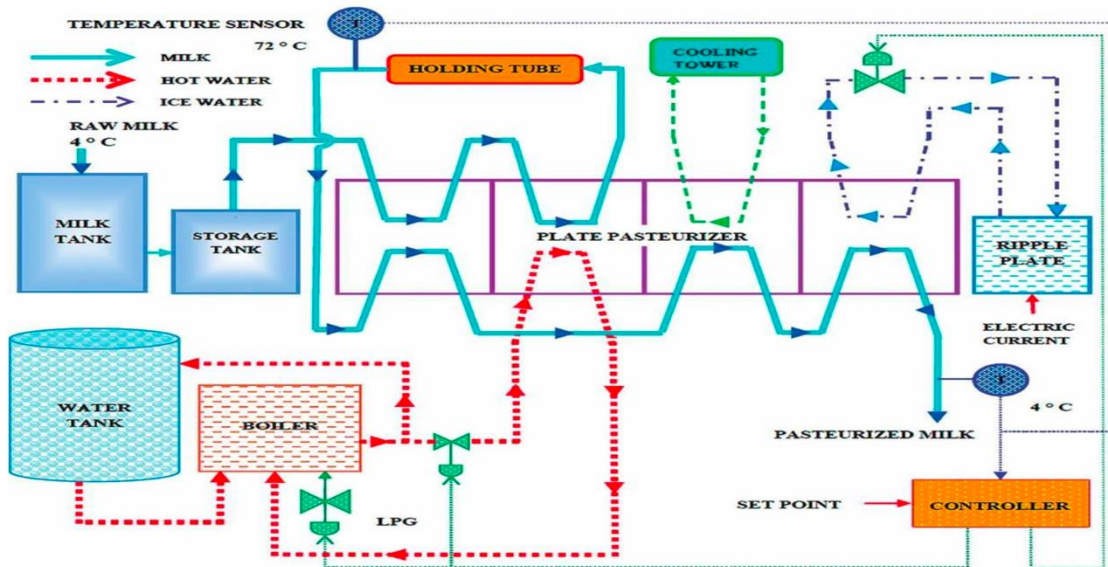 TEMPERATURE SENSOR
T
72 ° C
MILK
HOT WATER
ICE WATER
RAW MILK
4 ° C
HOLDING TUBE
COOLING
TOWER
MILK
TANK
STORAGE
TANK
PLATE PASTEURIZER
RIPPLE
PLATE
ELECTRIC
CURRENT
WATER
TANK
BOILER
LPG
T
4 ° C
PASTEURIZED MILK
SET POINT
CONTROLLER